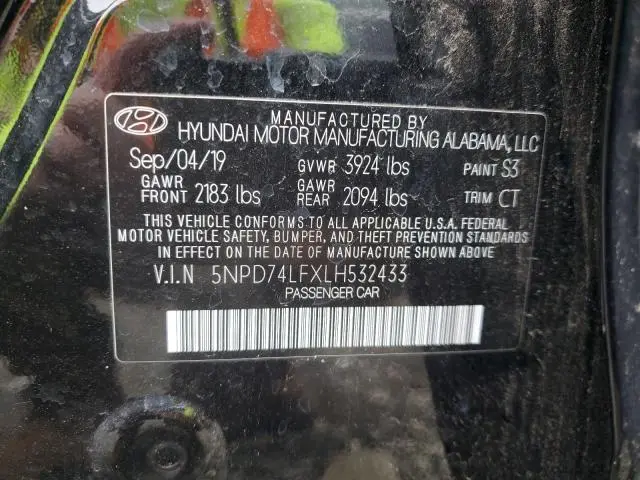 MANUFACTURED BY
HYUNDAI MOTOR MANUFACTURING ALABAMA, LLC
Sep/04/19 GVWR 3924 lbs PAINT S3
GAWR FRONT 2183 lbs GAWR REAR 2094 lbs TRIM CT
THIS VEHICLE CONFORMS TO ALL APPLICABLE U.S.A. FEDERAL
MOTOR VEHICLE SAFETY, BUMPER, AND THEFT PREVENTION STANDARDS
IN EFFECT ON THE DATE OF MANUFACTURE SHOWN ABOVE.
V.I.N 5NPD74LFXLH532433
PASSENGER CAR